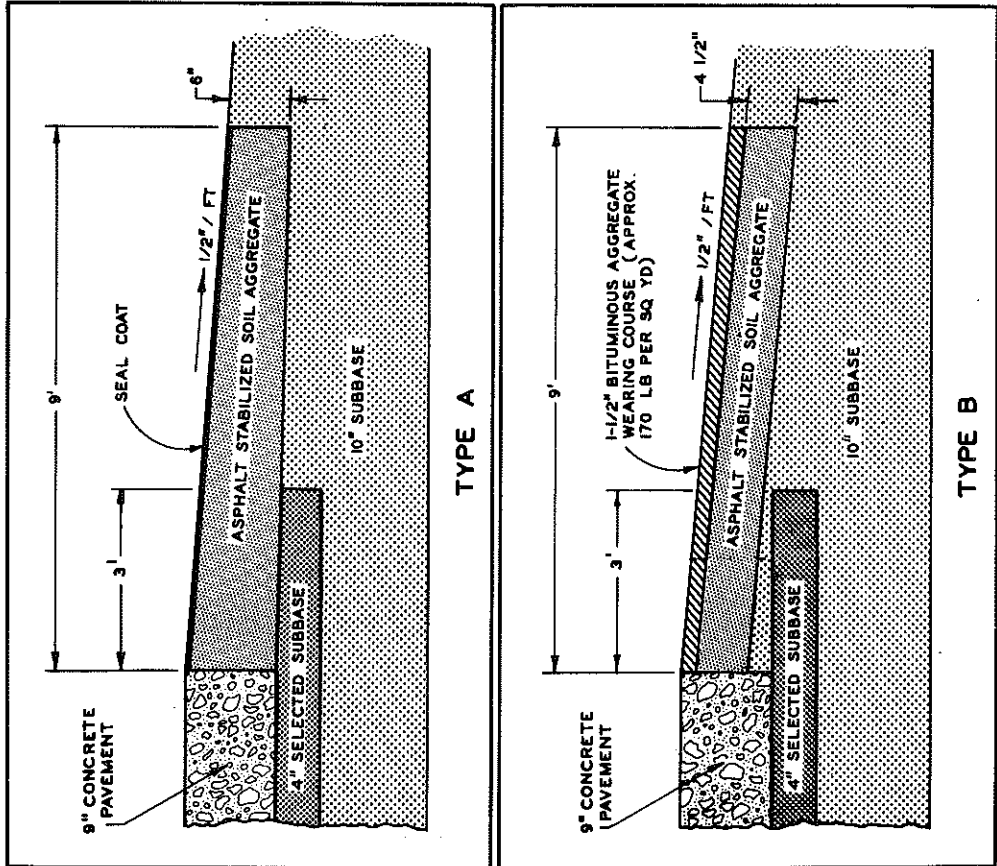 9'
3'
SEAL COAT
1/2" / FT
6"
9" CONCRETE
PAVEMENT
ASPHALT STABILIZED SOIL AGGREGATE
4" SELECTED SUBBASE
10" SUBBASE
TYPE A
9'
3'
1-1/2" BITUMINOUS AGGREGATE
WEARING COURSE (APPROX.
170 LB PER SQ YD)
1/2" / FT
4 1/2"
9" CONCRETE
PAVEMENT
ASPHALT STABILIZED SOIL AGGREGATE
4" SELECTED SUBBASE
10" SUBBASE
TYPE B